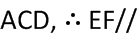 ACD, ∴ EF//